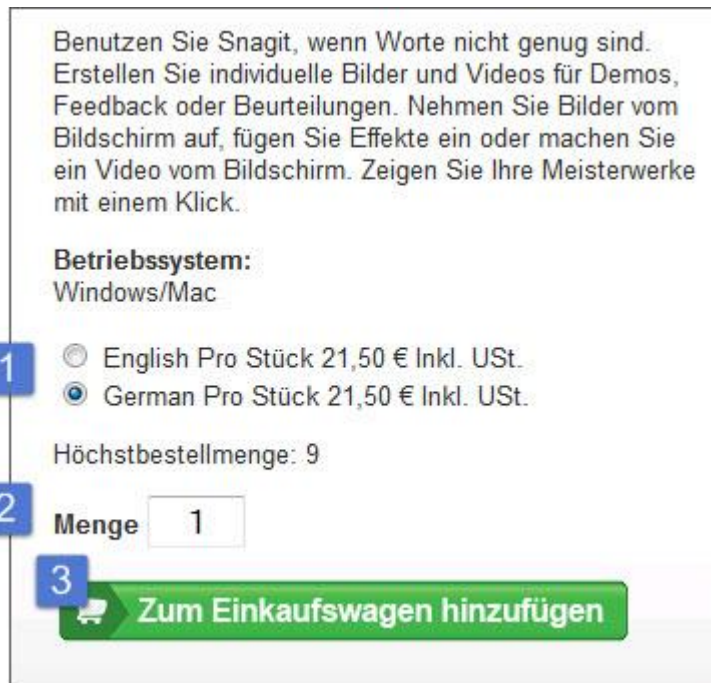 Benutzen Sie Snagit, wenn Worte nicht genug sind.
Erstellen Sie individuelle Bilder und Videos für Demos,
Feedback oder Beurteilungen. Nehmen Sie Bilder vom
Bildschirm auf, fügen Sie Effekte ein oder machen Sie
ein Video vom Bildschirm. Zeigen Sie Ihre Meisterwerke
mit einem Klick.
Betriebssystem:
Windows/Mac
1 English Pro Stück 21,50 € Inkl. USt.
German Pro Stück 21,50 € Inkl. USt.
Höchstbestellmenge: 9
2 Menge 1
3 Zum Einkaufswagen hinzufügen